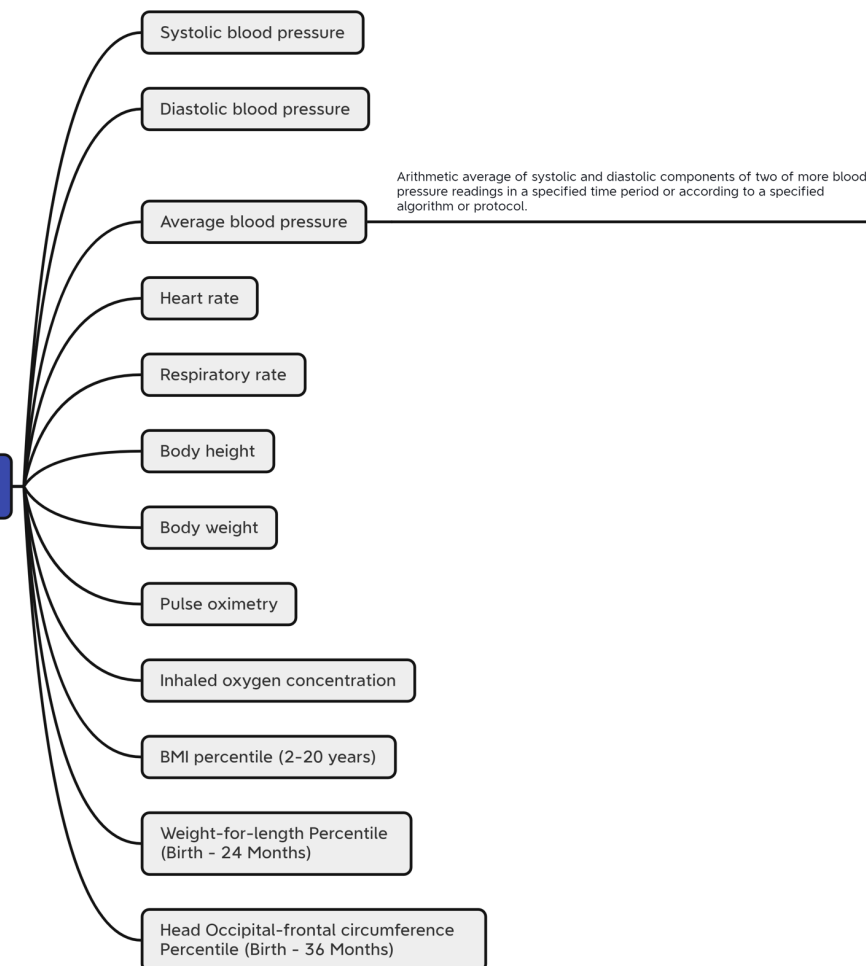 Systolic blood pressure
Diastolic blood pressure
Arithmetic average of systolic and diastolic components of two of more blood
pressure readings in a specified time period or according to a specified
algorithm or protocol.
Average blood pressure
Heart rate
Respiratory rate
Body height
Body weight
Pulse oximetry
Inhaled oxygen concentration
BMI percentile (2-20 years)
Weight-for-length Percentile
(Birth - 24 Months)
Head Occipital-frontal circumference
Percentile (Birth - 36 Months)